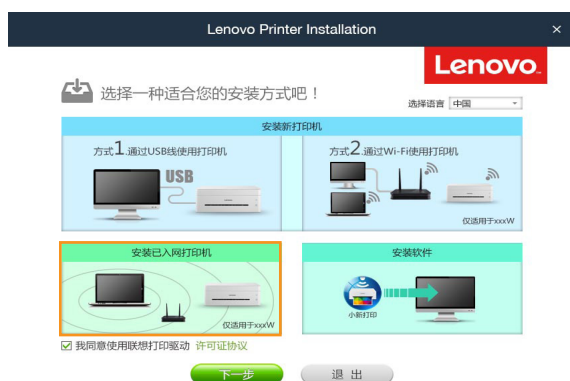 Lenovo Printer Installation
Lenovo
选择一种适合您的安装方式吧！
选择语言 中国
安装新打印机
方式1.通过USB线使用打印机
方式2.通过Wi-Fi使用打印机
USB
仅适用于xxxW
安装已入网打印机
安装软件
仅适用于xxxW
小新打印
我同意使用联想打印驱动 许可证协议
下一步
退 出